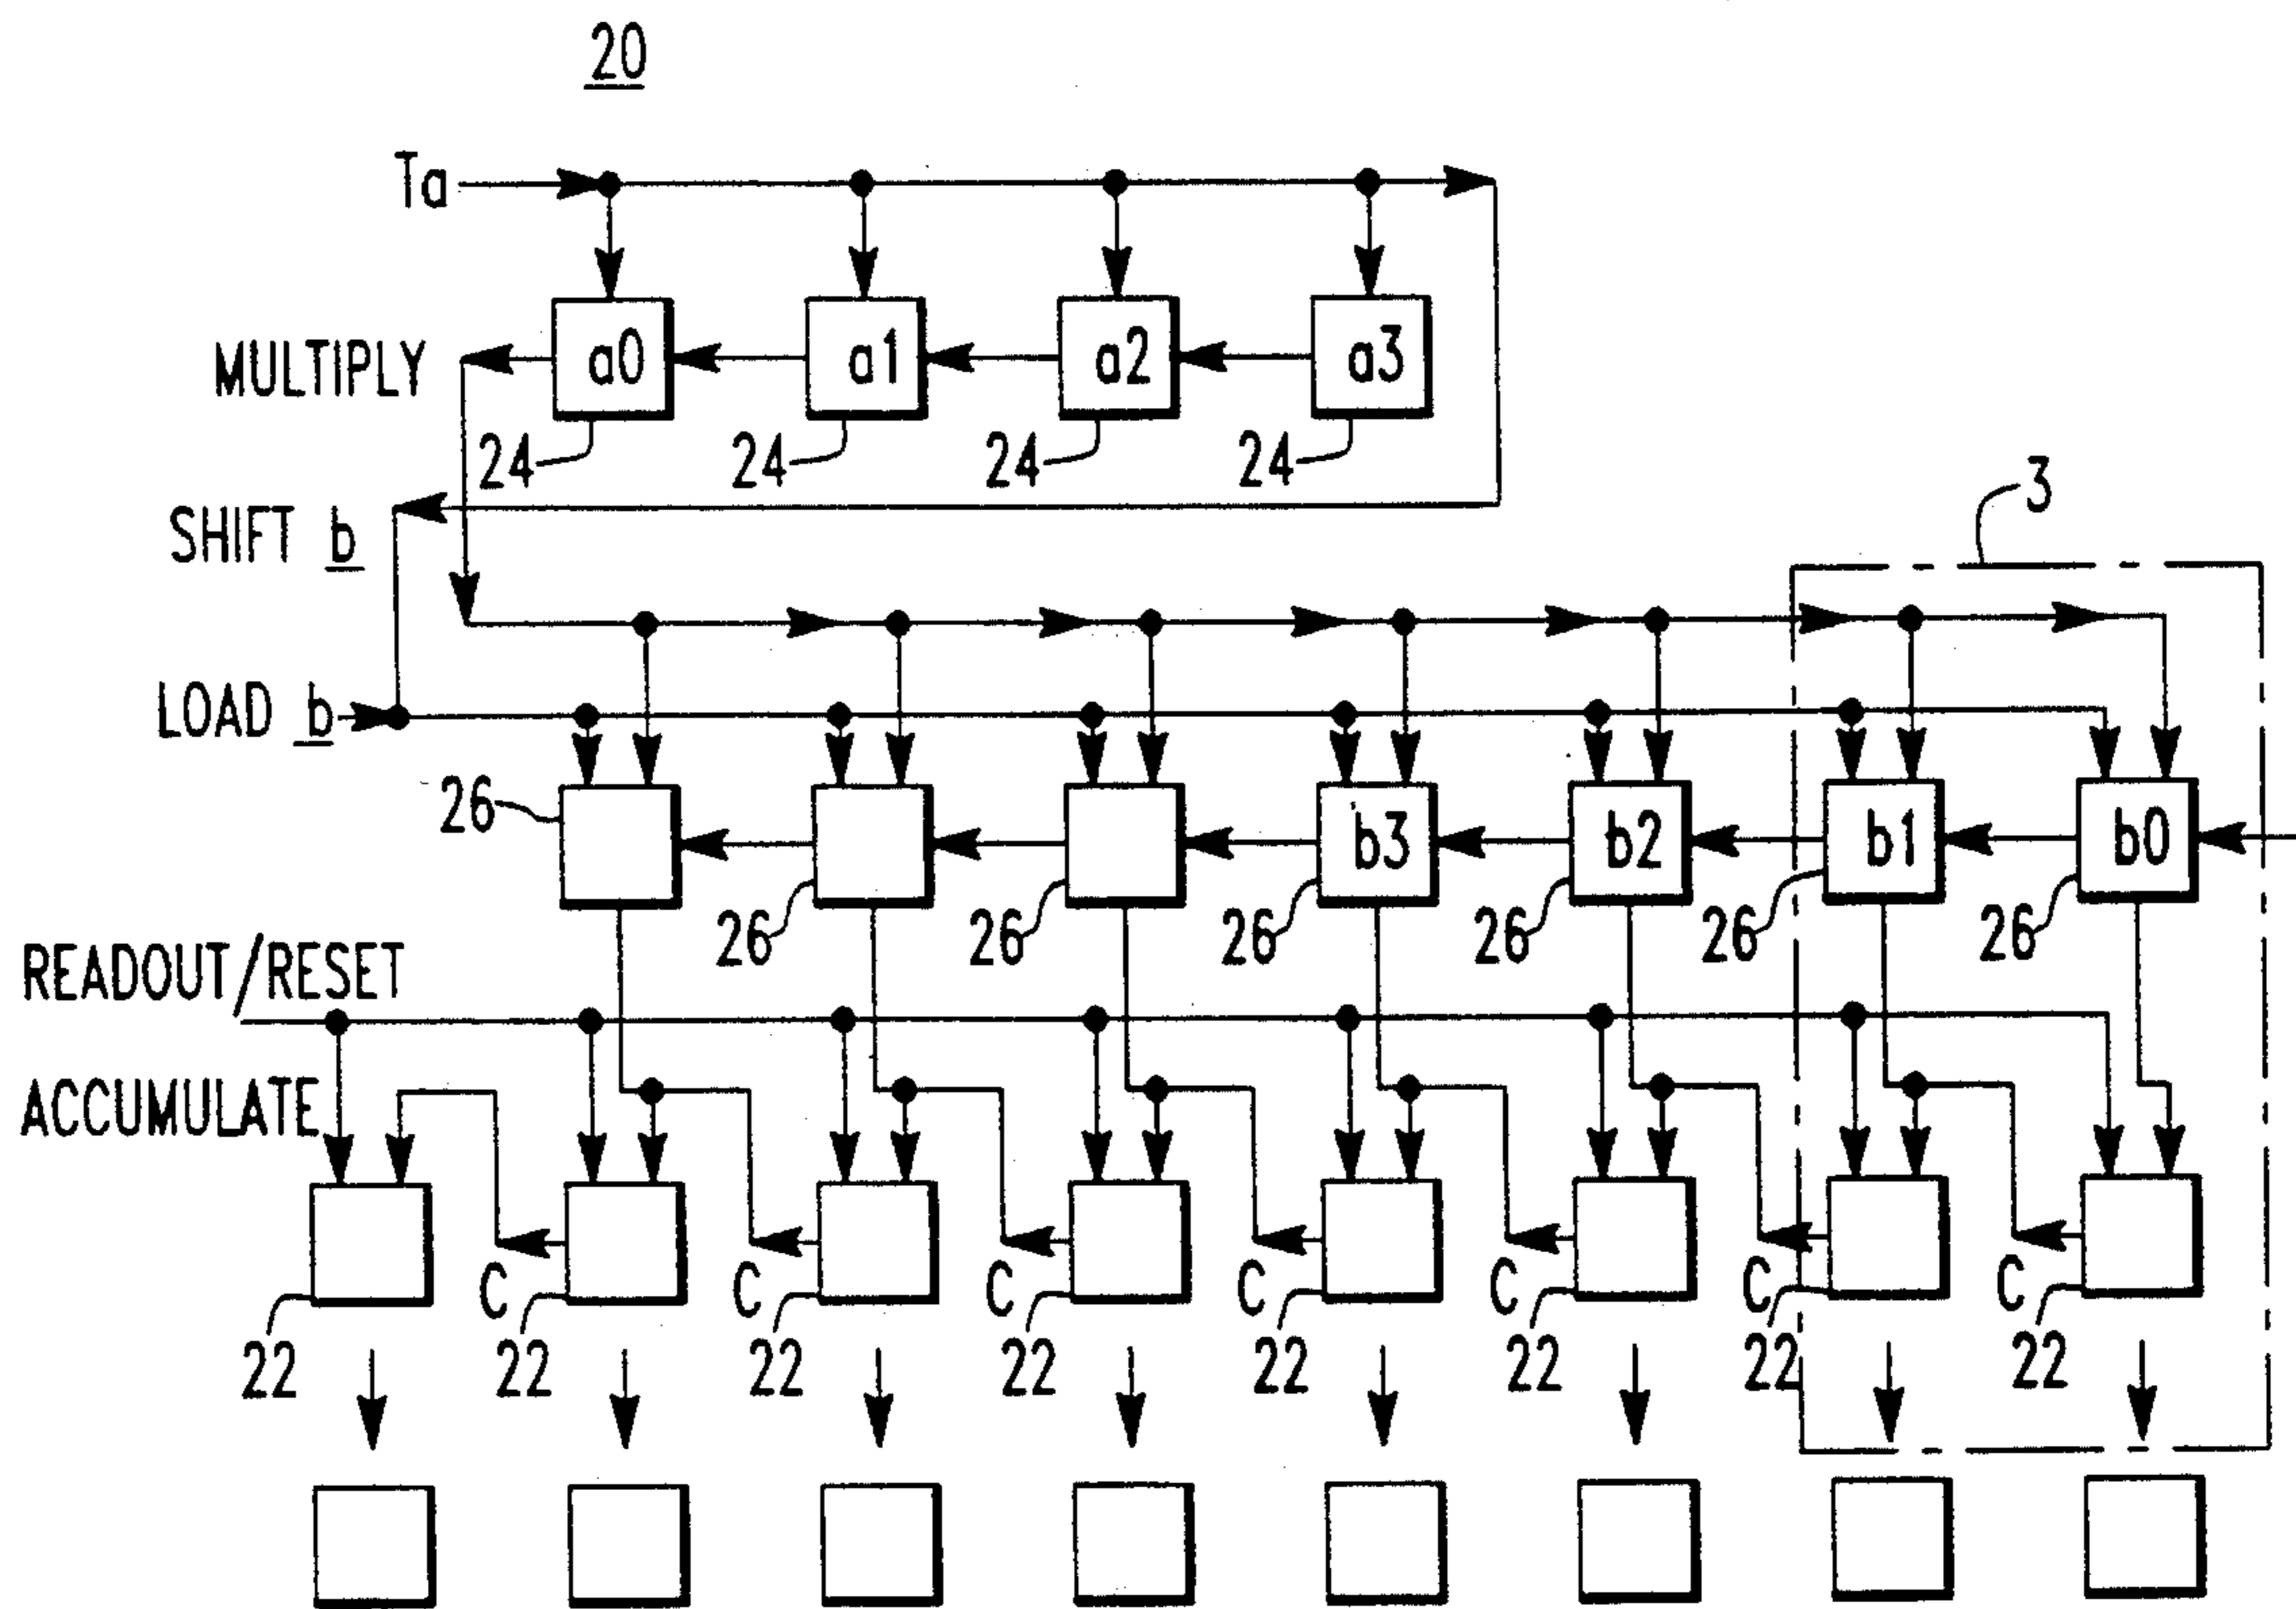 20
Ta
MULTIPLY
a0 a1 a2 a3
24 24 24 24
SHIFT b
3
LOAD b
26
b3 b2 b1 b0
26 26 26 26 26 26
READOUT/RESET
ACCUMULATE
C C C C C C C
22 22 22 22 22 22 22 22